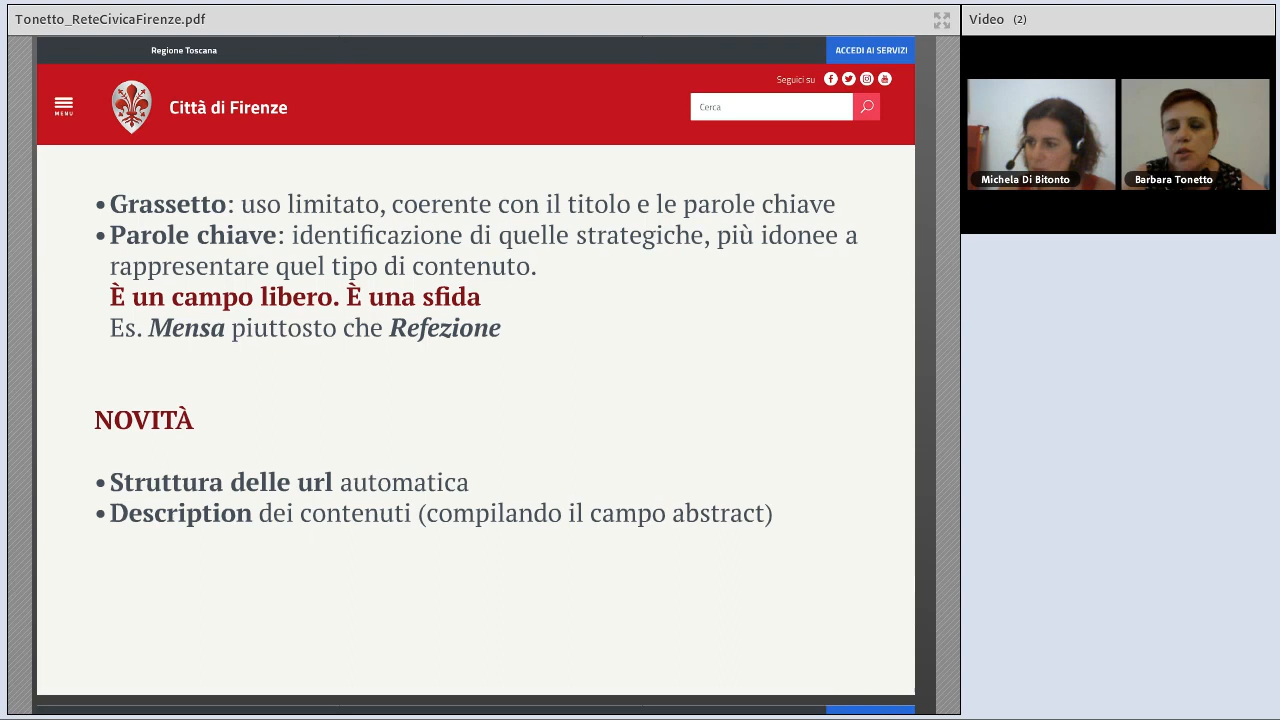 Tonetto_ReteCivicaFirenze.pdf
Video (2)
Regione Toscana
ACCEDI AI SERVIZI
Seguici su
MENU
Città di Firenze
Cerca
Michela Di Bitonto
Barbara Tonetto
• Grassetto: uso limitato, coerente con il titolo e le parole chiave
• Parole chiave: identificazione di quelle strategiche, più idonee a
rappresentare quel tipo di contenuto.
È un campo libero. È una sfida
Es. Mensa piuttosto che Refezione
NOVITÀ
• Struttura delle url automatica
• Description dei contenuti (compilando il campo abstract)